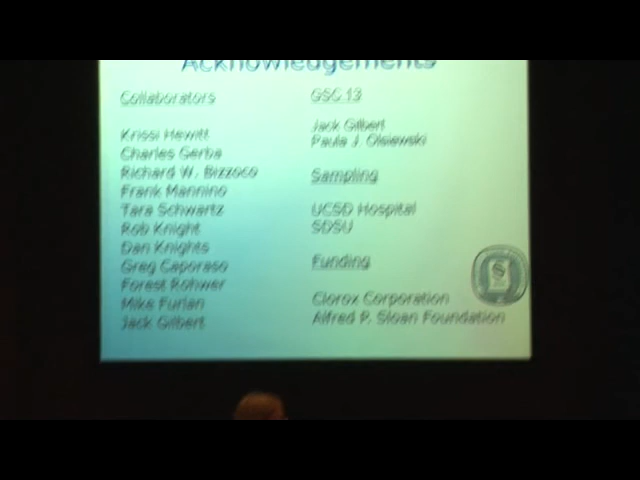 Acknowledgements
Collaborators
Krissi Hewitt
Charles Gerba
Richard W. Bizzoco
Frank Mannino
Tara Schwartz
Rob Knight
Dan Knights
Greg Caporaso
Forest Rohwer
Mike Furlan
Jack Gilbert
GSC 13
Jack Gilbert
Paula J. Olsiewski
Sampling
UCSD Hospital
SDSU
Funding
Clorox Corporation
Alfred P. Sloan Foundation